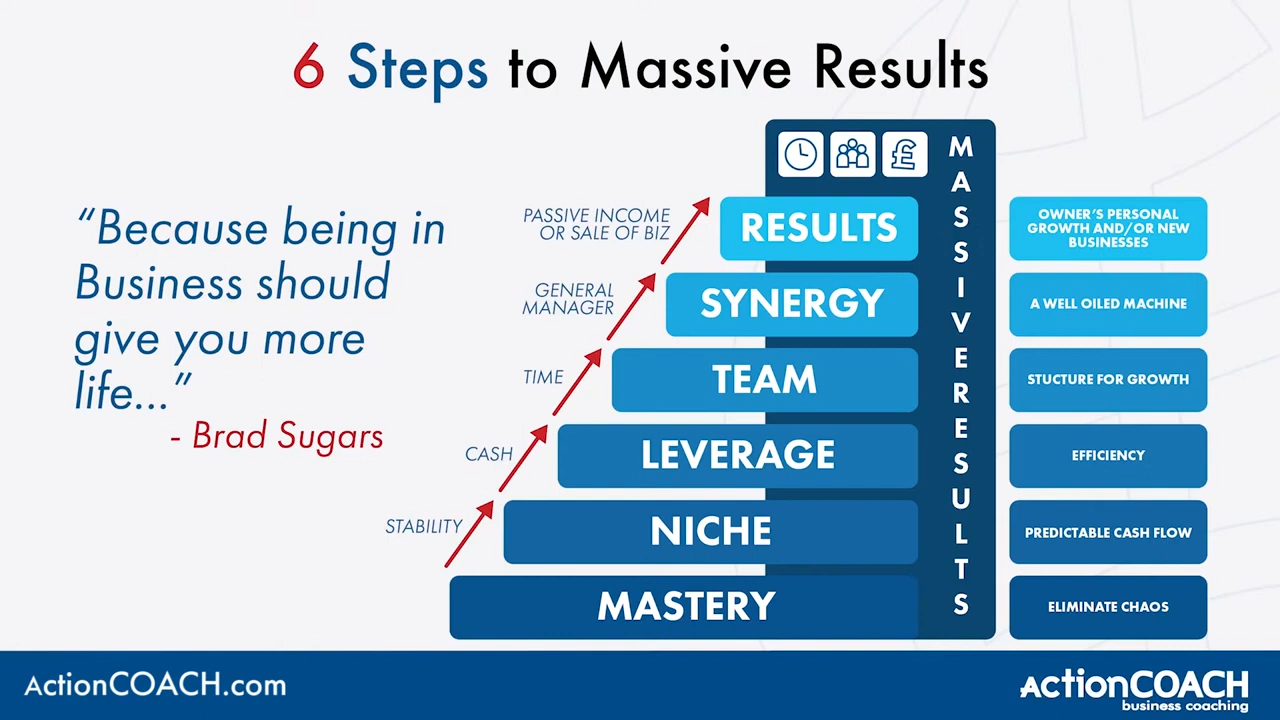 6 Steps to Massive Results
“Because being in
Business should
give you more
life...”
- Brad Sugars
£
MASSIVE RESULTS
PASSIVE INCOME
OR SALE OF BIZ
RESULTS
OWNER'S PERSONAL
GROWTH AND/OR NEW
BUSINESSES
GENERAL
MANAGER
SYNERGY
A WELL OILED MACHINE
TIME
TEAM
STUCTURE FOR GROWTH
CASH
LEVERAGE
EFFICIENCY
STABILITY
NICHE
PREDICTABLE CASH FLOW
MASTERY
ELIMINATE CHAOS
ActionCOACH.com
ActionCOACH
business coaching